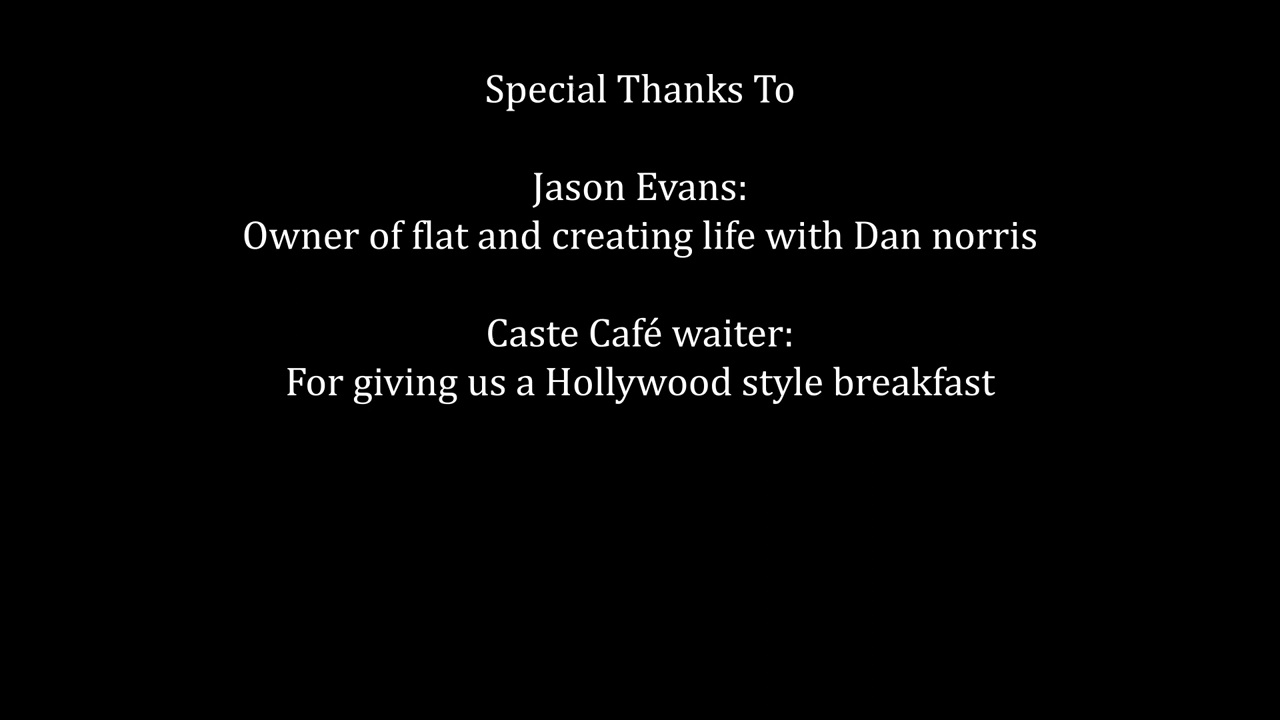 Special Thanks To
Jason Evans:
Owner of flat and creating life with Dan norris
Caste Café waiter:
For giving us a Hollywood style breakfast